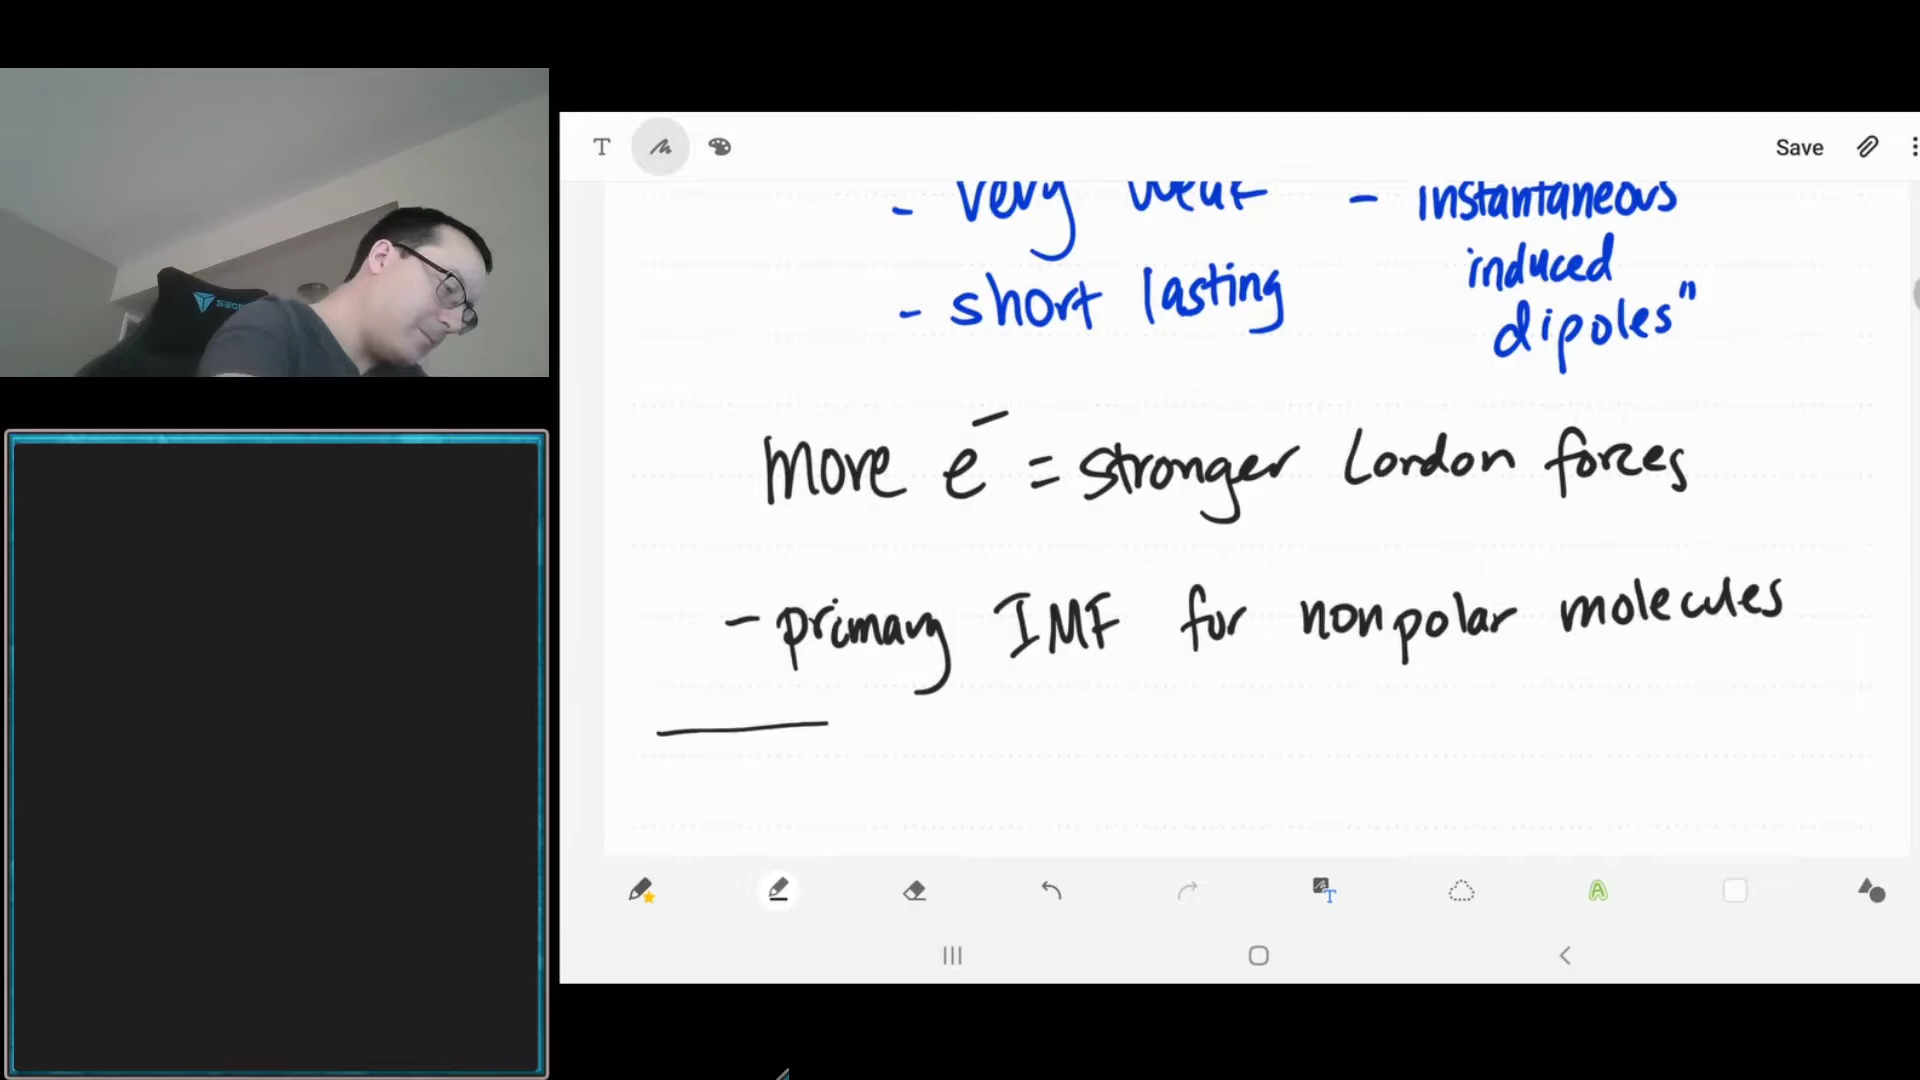 Save
- very weak - instantaneous
induced
- short lasting dipoles"
more e⁻ = stronger London forces
- primary IMF for nonpolar molecules